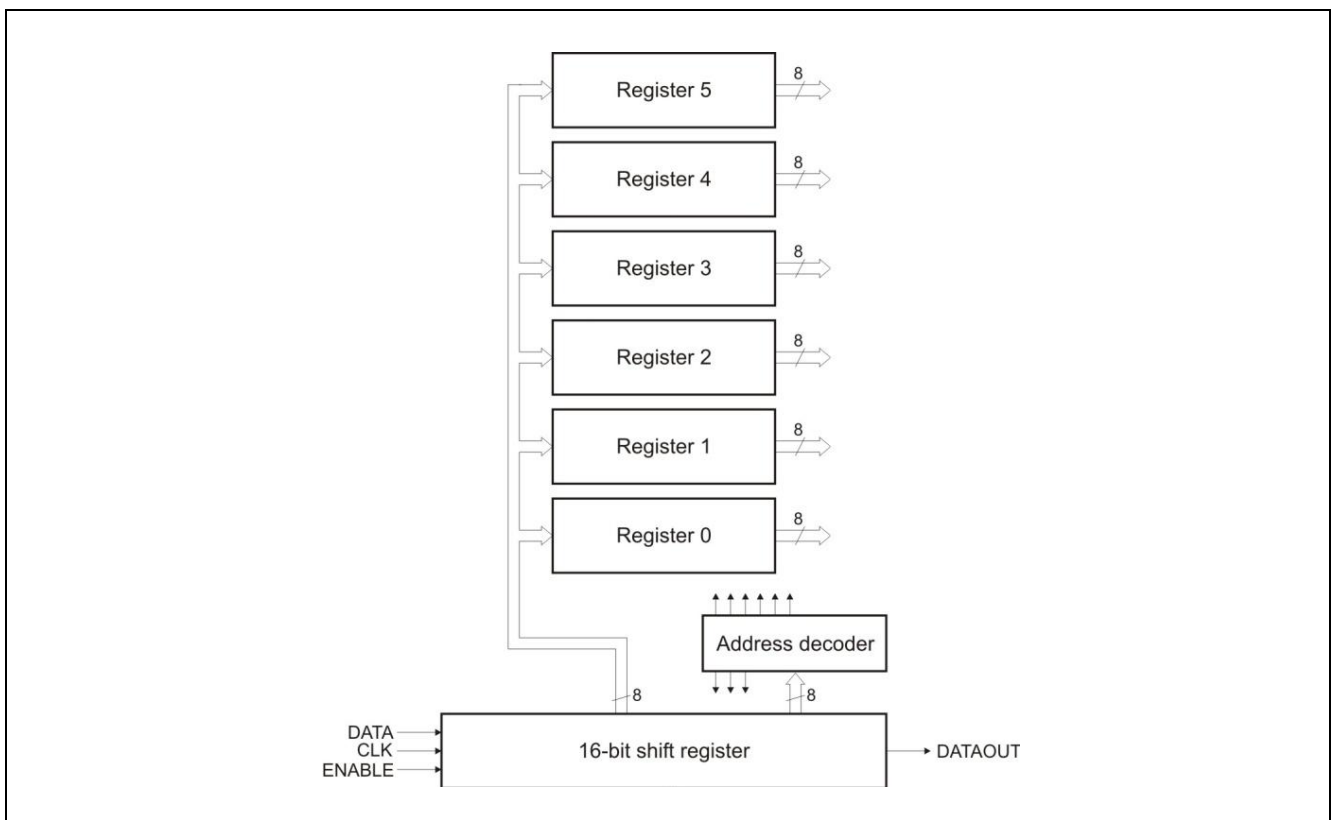 8
Register 5
8
Register 4
8
Register 3
8
Register 2
8
Register 1
8
Register 0
Address decoder
8
8
DATA
CLK
ENABLE
16-bit shift register
DATAOUT